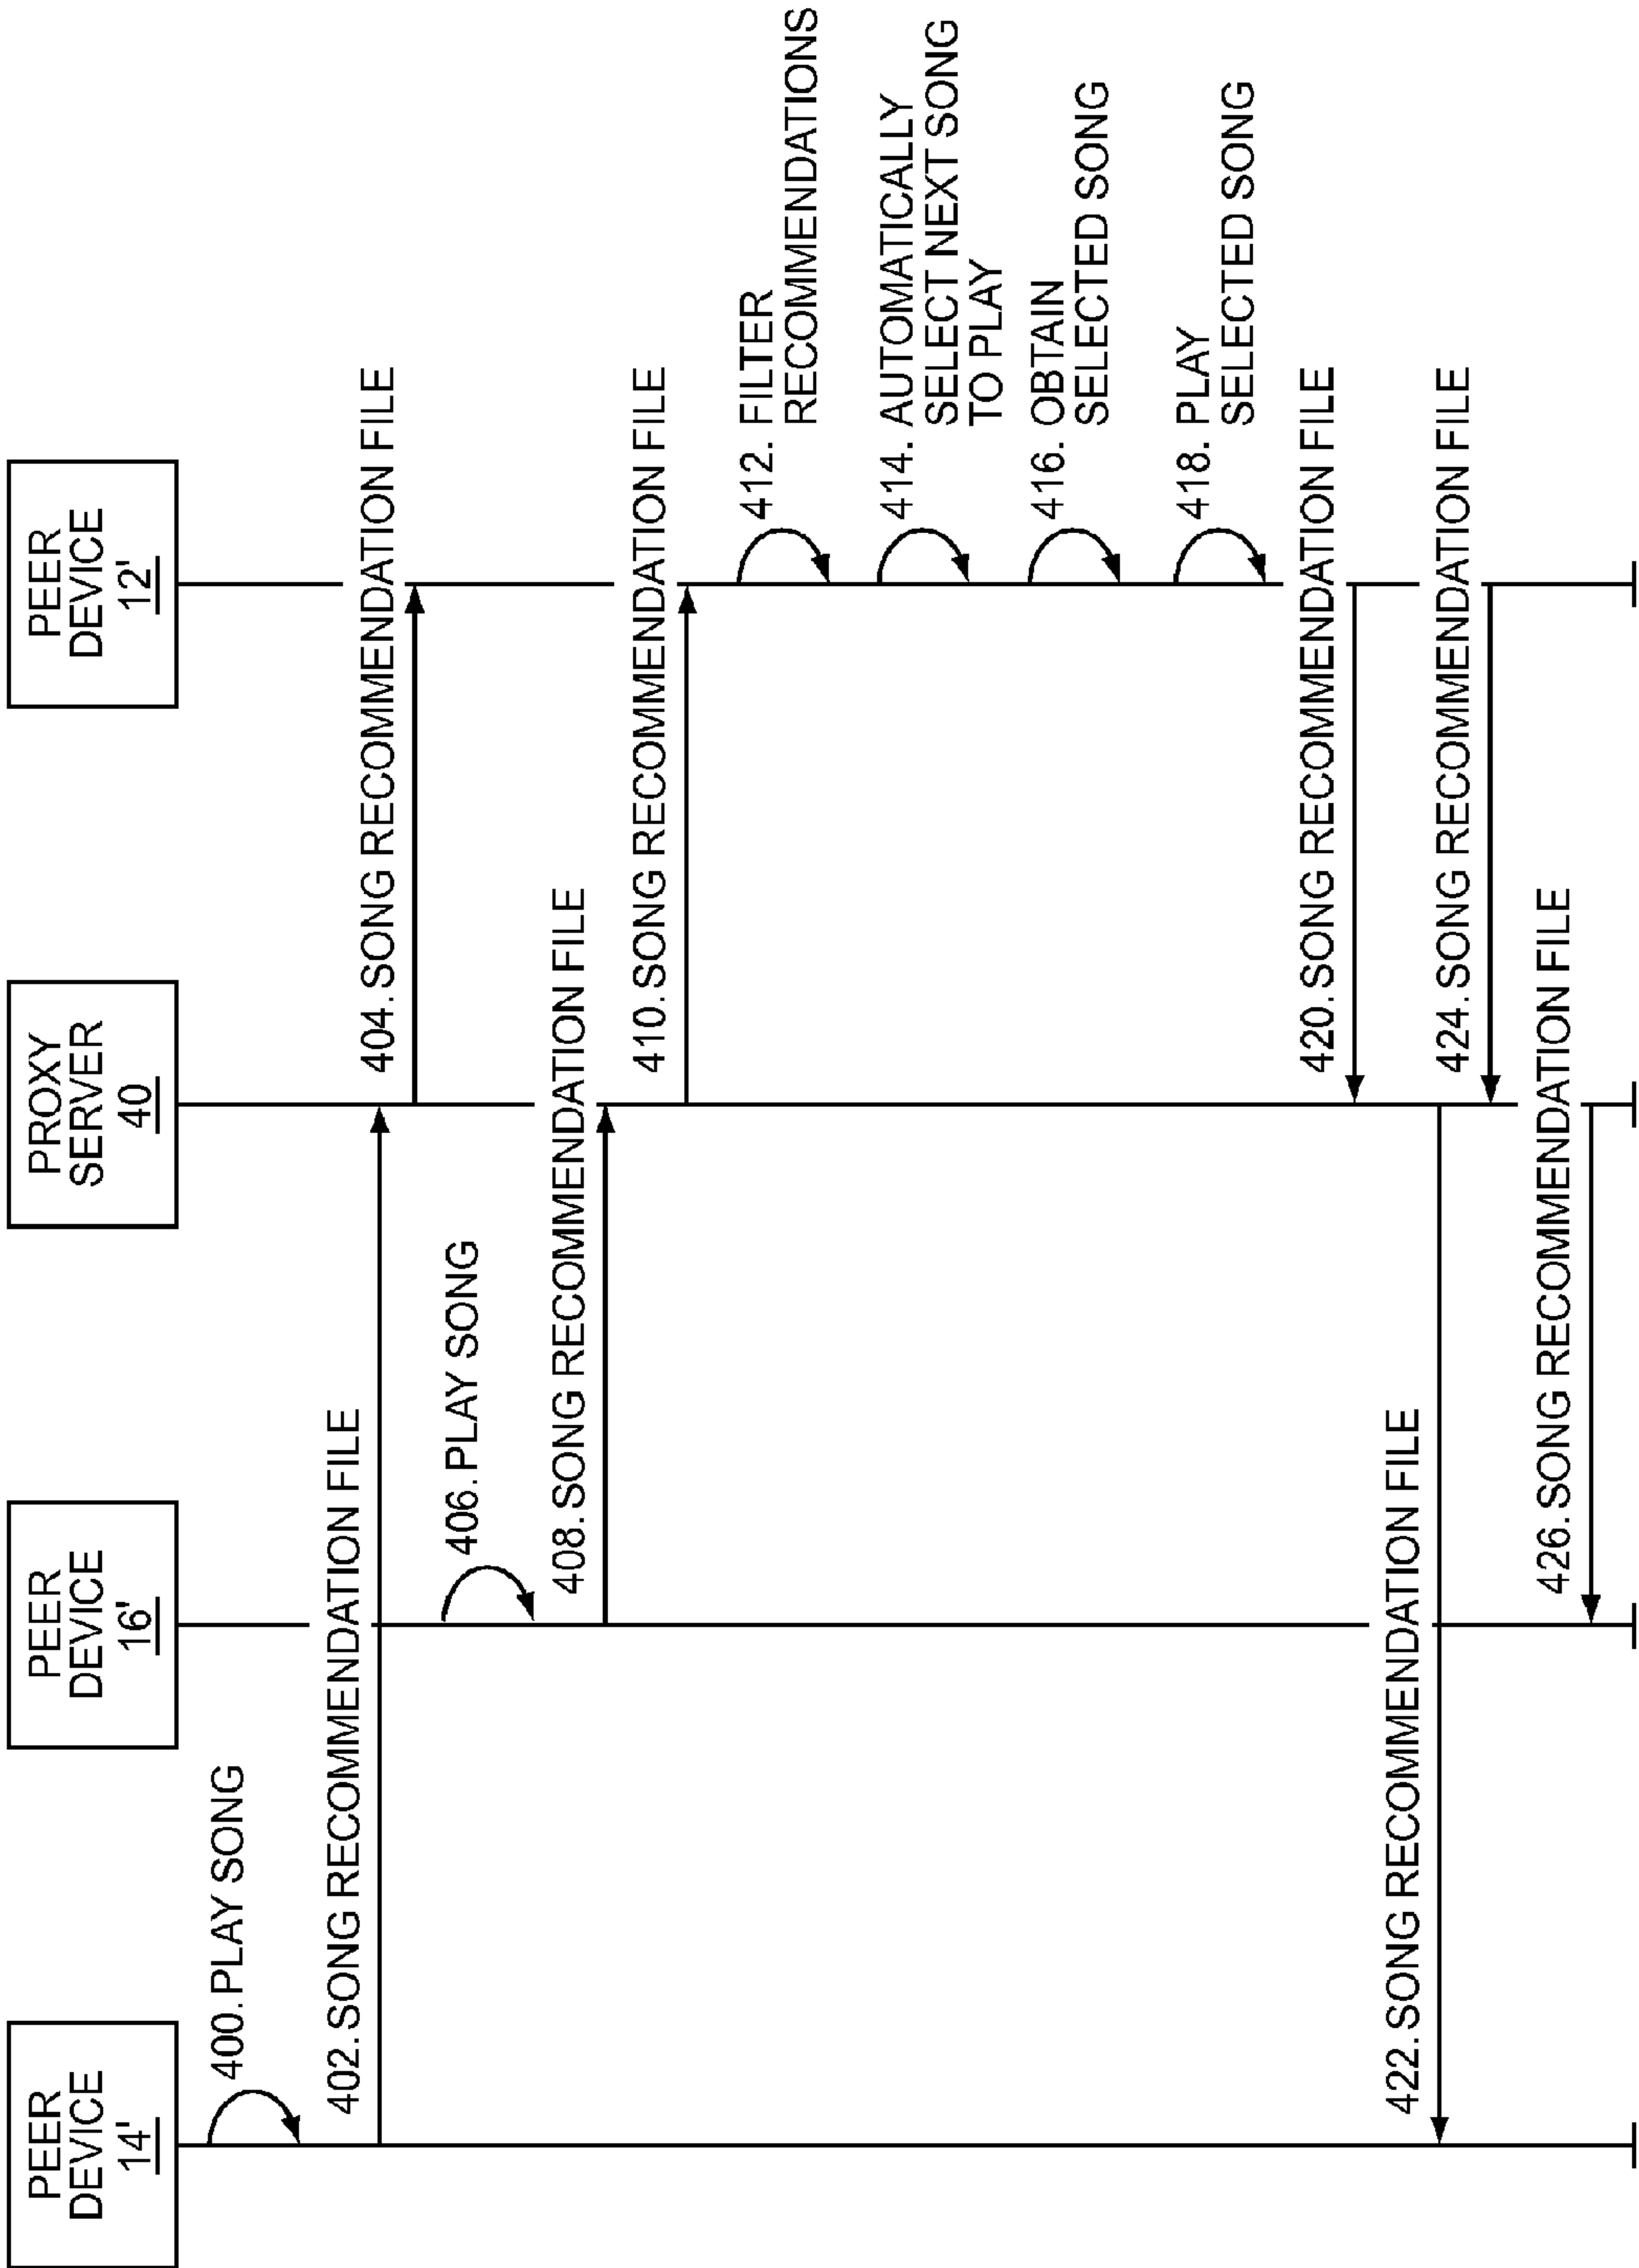 PEER
DEVICE
14'
PEER
DEVICE
16'
PROXY
SERVER
40
PEER
DEVICE
12'
400. PLAY SONG
402. SONG RECOMMENDATION FILE
404. SONG RECOMMENDATION FILE
406. PLAY SONG
408. SONG RECOMMENDATION FILE
410. SONG RECOMMENDATION FILE
412. FILTER
RECOMMENDATIONS
414. AUTOMATICALLY
SELECT NEXT SONG
TO PLAY
416. OBTAIN
SELECTED SONG
418. PLAY
SELECTED SONG
420. SONG RECOMMENDATION FILE
422. SONG RECOMMENDATION FILE
424. SONG RECOMMENDATION FILE
426. SONG RECOMMENDATION FILE